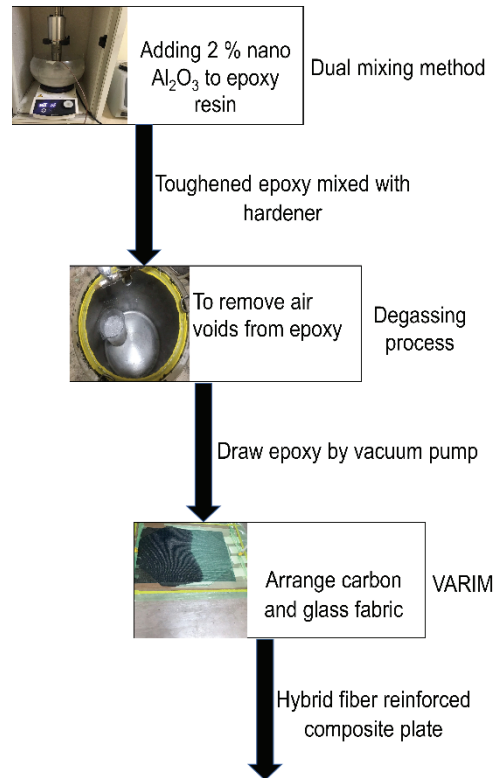 Adding 2 % nano
Al₂O₃ to epoxy
resin
Dual mixing method
Toughened epoxy mixed with
hardener
To remove air
voids from epoxy
Degassing
process
Draw epoxy by vacuum pump
Arrange carbon
and glass fabric
VARIM
Hybrid fiber reinforced
composite plate